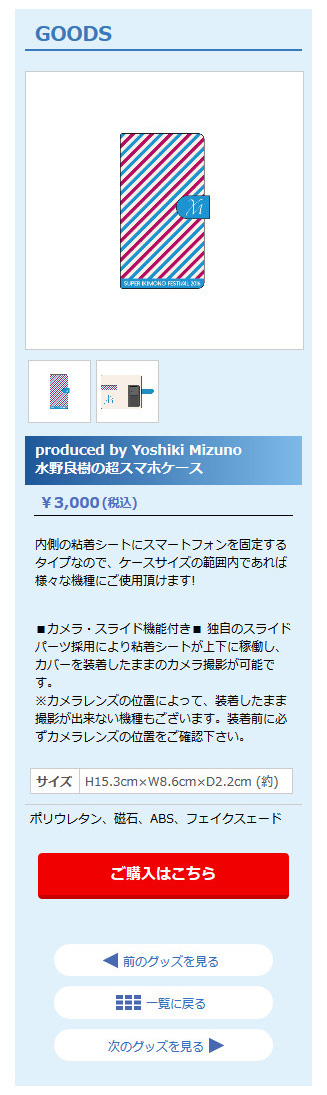 GOODS
M
SUPER IKIMONO FESTIVAL 2016
produced by Yoshiki Mizuno
水野良樹の超スマホケース
￥3,000(税込)
内側の粘着シートにスマートフォンを固定する
タイプなので、ケースサイズの範囲内であれば
様々な機種にご使用頂けます!
■カメラ・スライド機能付き■ 独自のスライド
パーツ採用により粘着シートが上下に稼働し、
カバーを装着したままのカメラ撮影が可能で
す。
※カメラレンズの位置によって、装着したまま
撮影が出来ない機種もございます。装着前に必
ずカメラレンズの位置をご確認下さい。
サイズ H15.3cm×W8.6cm×D2.2cm (約)
ポリウレタン、磁石、ABS、フェイクスエード
ご購入はこちら
前のグッズを見る
一覧に戻る
次のグッズを見る